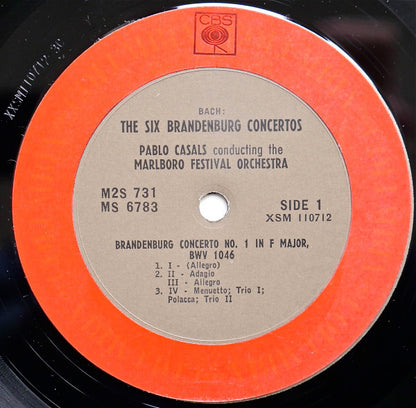 CBS
BACH:
THE SIX BRANDENBURG CONCERTOS
PABLO CASALS conducting the
MARLBORO FESTIVAL ORCHESTRA
M2S 731
MS 6783
SIDE 1
XSM 110712
BRANDENBURG CONCERTO NO. 1 IN F MAJOR,
BWV 1046
1. I - (Allegro)
2. II - Adagio
III - Allegro
3. IV - Menuetto; Trio I;
Polacca; Trio II